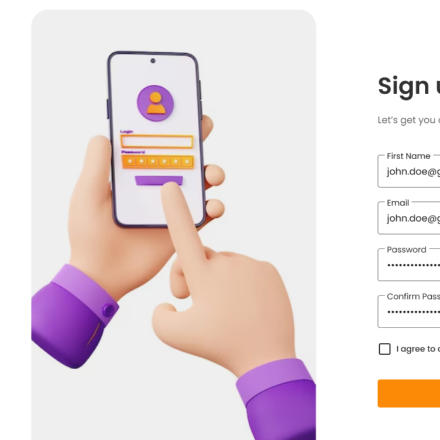 Login
Password
Sign
Let's get you
First Name
john.doe@g
Email
john.doe@g
Password
Confirm Pass
I agree to